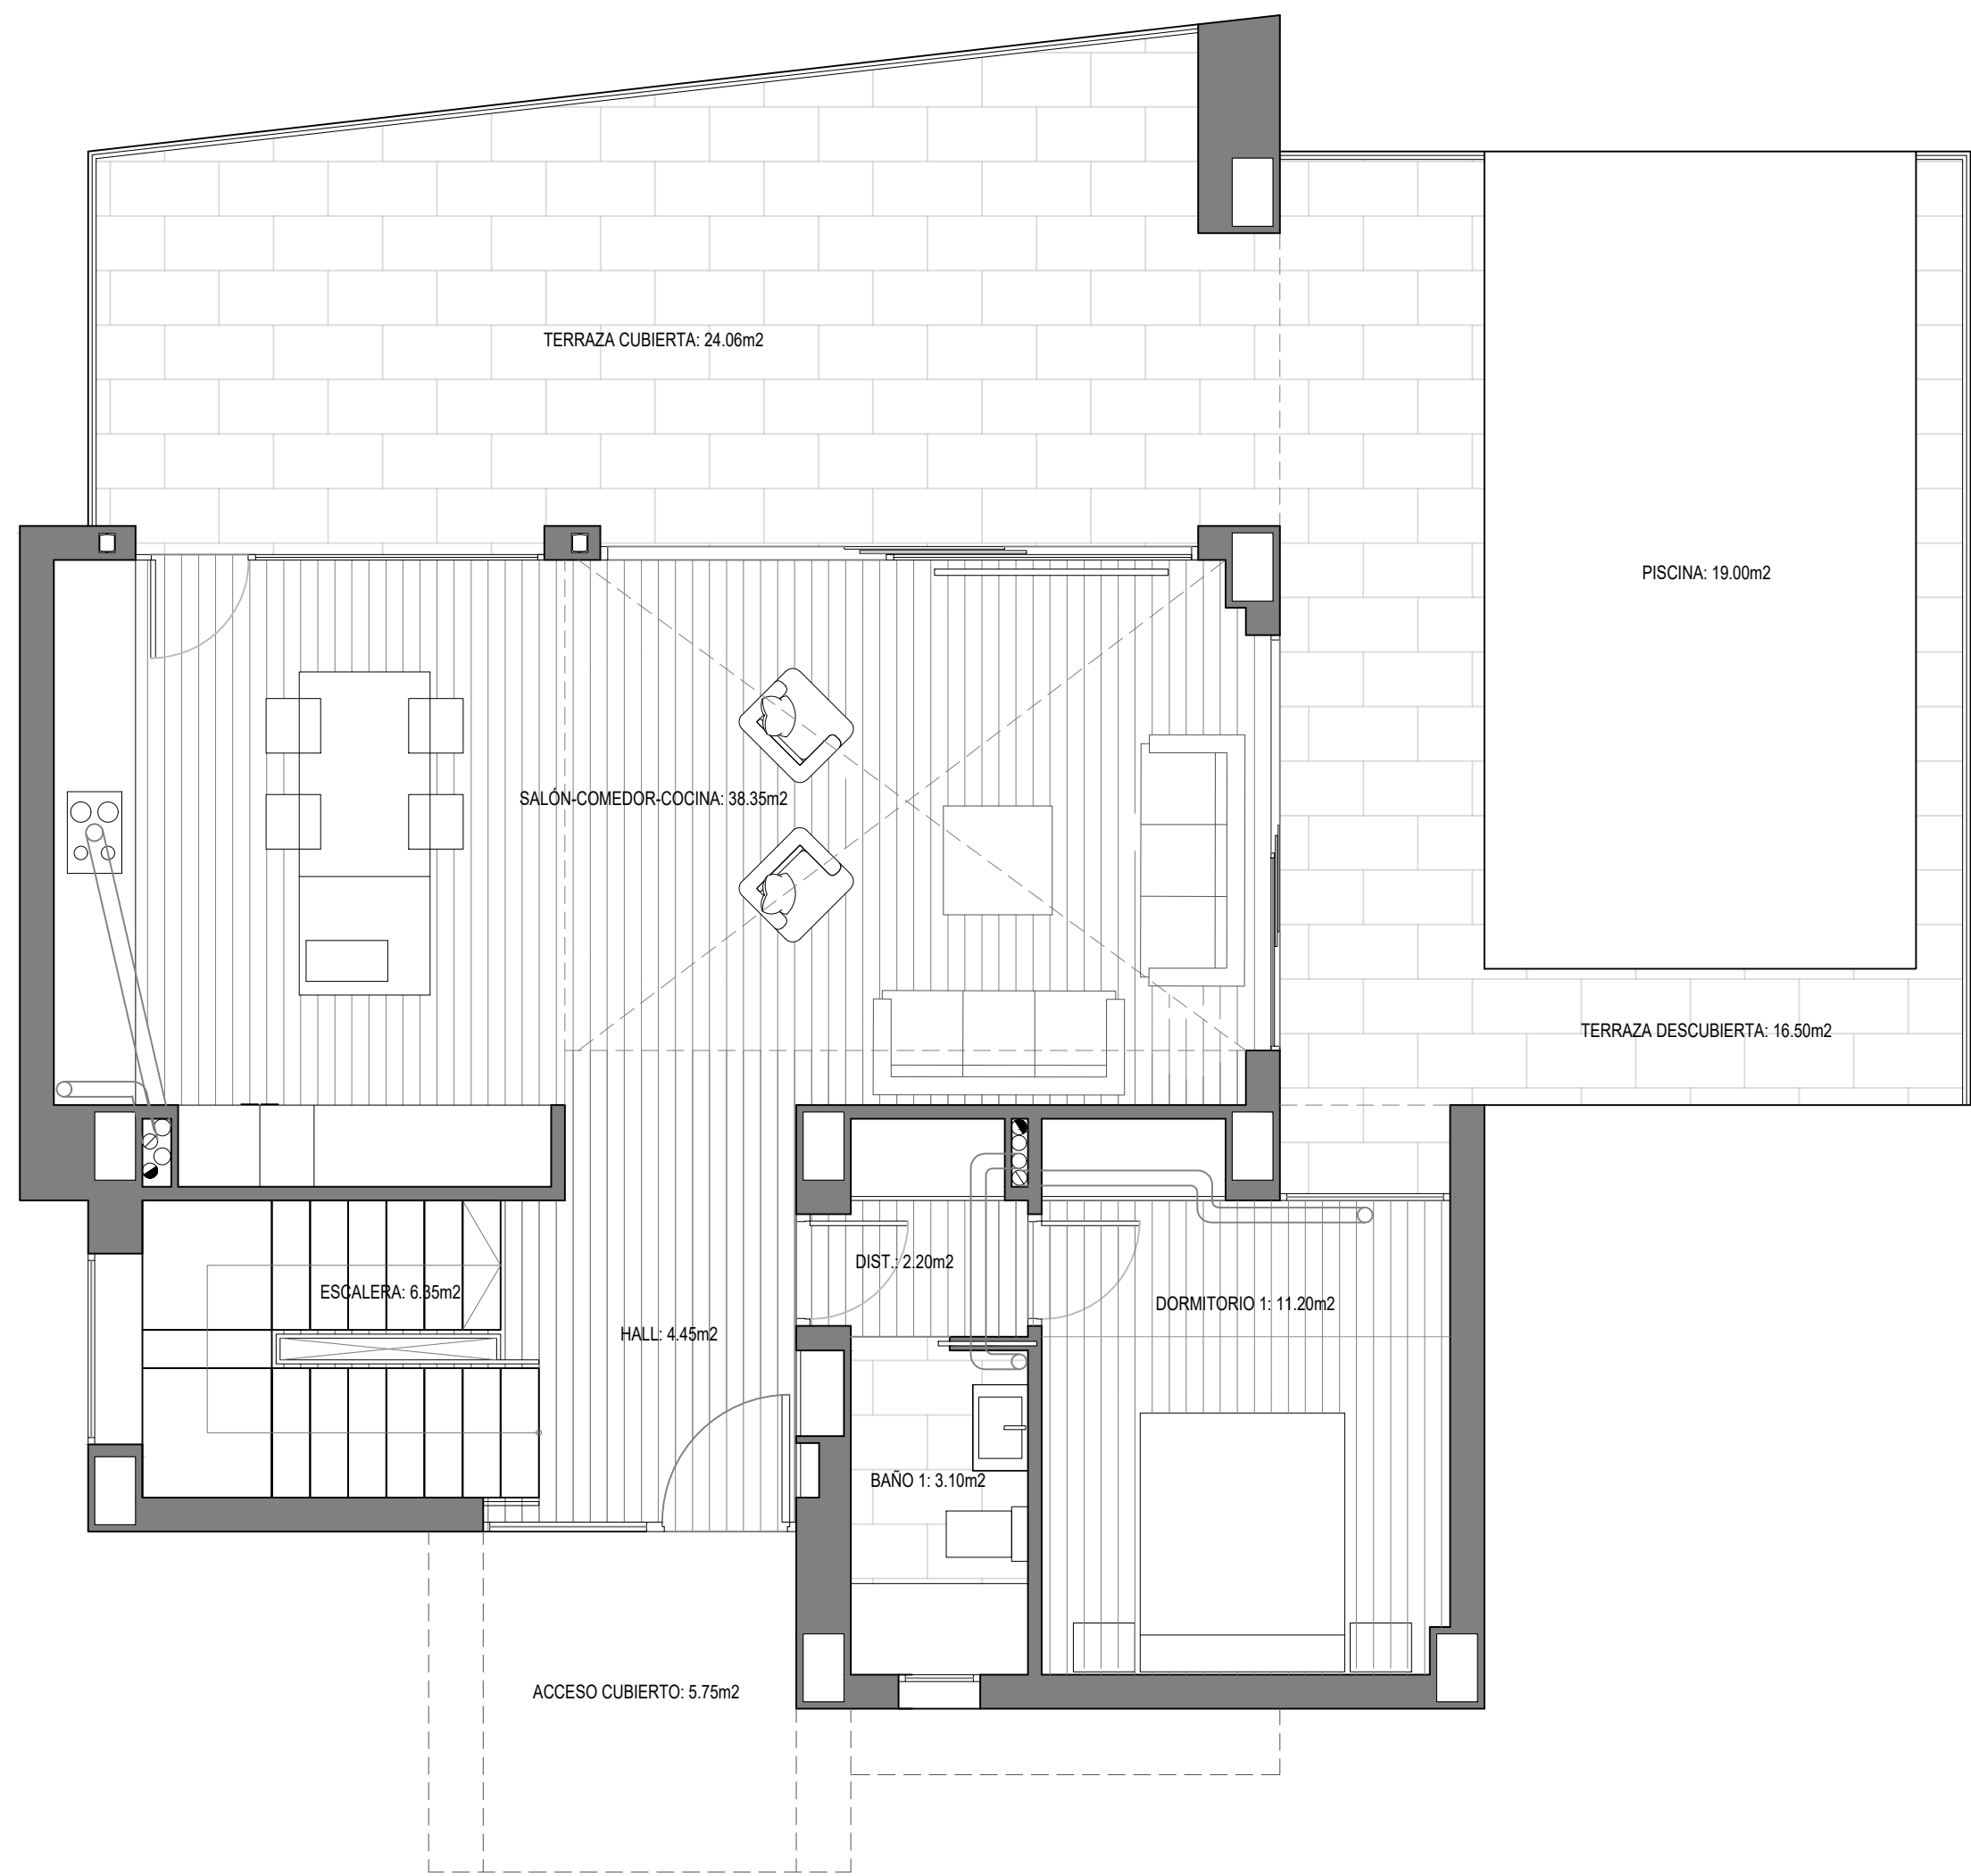 TERRAZA CUBIERTA: 24.06m2
PISCINA: 19.00m2
SALÓN-COMEDOR-COCINA: 38.35m2
TERRAZA DESCUBIERTA: 16.50m2
DIST.: 2.20m2
ESCALERA: 6.35m2
DORMITORIO 1: 11.20m2
HALL: 4.45m2
BAÑO 1: 3.10m2
ACCESO CUBIERTO: 5.75m2